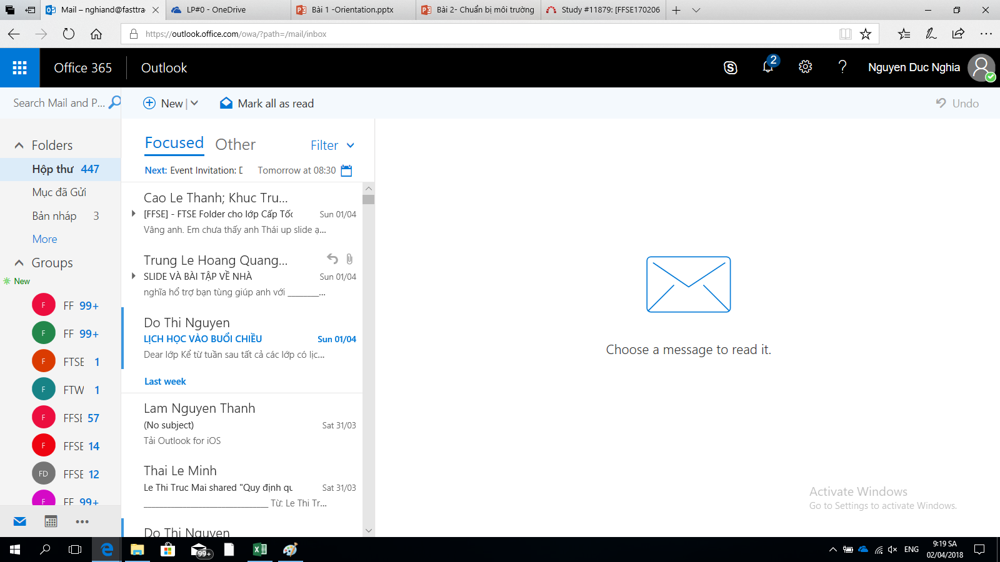 Mail – nghiand@fasttra
LP#0 - OneDrive
Bài 1 -Orientation.pptx
Bài 2- Chuẩn bị môi trường
Study #11879: [FFSE170206
https://outlook.office.com/owa/?path=/mail/inbox
Office 365
Outlook
2
Nguyen Duc Nghia
Search Mail and P...
New
Mark all as read
Undo
Folders
Hộp thư 447
Mục đã Gửi
Bản nháp 3
More
Groups
New
F FF 99+
F FF 99+
F FTSE 1
F FTW 1
F FFSE 57
F FFSE 14
FD FFSE 12
F FF 99+
Focused Other Filter
Next: Event Invitation: D Tomorrow at 08:30
Cao Le Thanh; Khuc Tru...
[FFSE] - FTSE Folder cho lớp Cấp Tốc Sun 01/04
Vâng anh. Em chưa thấy anh Thái up slide ạ...
Trung Le Hoang Quang...
SLIDE VÀ BÀI TẬP VỀ NHÀ Sun 01/04
nghĩa hổ trợ bạn tùng giúp anh với ________...
Do Thi Nguyen
LỊCH HỌC VÀO BUỔI CHIỀU Sun 01/04
Dear lớp Kể từ tuần sau tất cả các lớp có lịc...
Last week
Lam Nguyen Thanh
(No subject) Sat 31/03
Tải Outlook for iOS
Thai Le Minh
Le Thi Truc Mai shared "Quy định qu Sat 31/03
________________________________ Từ: Le Thi Tr...
Do Thi Nguyen
Choose a message to read it.
Activate Windows
Go to Settings to activate Windows.
99+
ENG
9:19 SA
02/04/2018